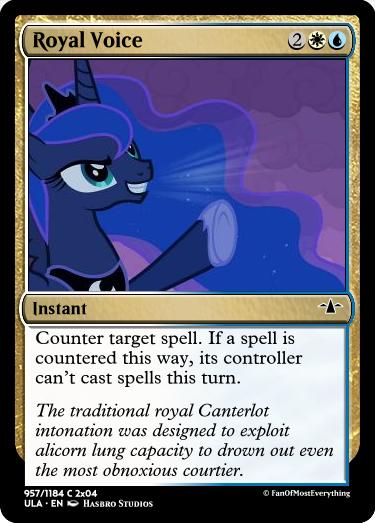 Royal Voice 2
Instant
Counter target spell. If a spell is
countered this way, its controller
can't cast spells this turn.
The traditional royal Canterlot
intonation was designed to exploit
alicorn lung capacity to drown out even
the most obnoxious courtier.
957/1184 C 2x04
ULA • EN Hasbro Studios
© FanOfMostEverything